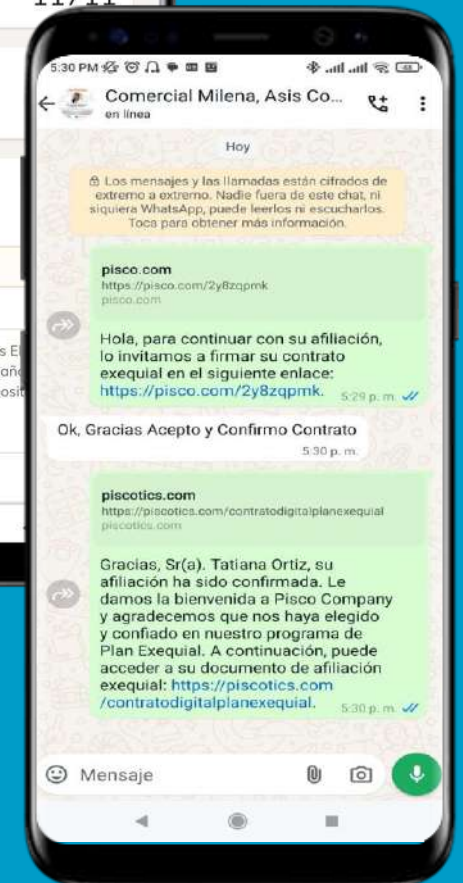 11/11
5:30 PM
Comercial Milena, Asis Co...
en línea
Hoy
Los mensajes y las llamadas están cifrados de
extremo a extremo. Nadie fuera de este chat, ni
siquiera WhatsApp, puede leerlos ni escucharlos.
Toca para obtener más información.
pisco.com
https://pisco.com/2y8zqpmk
pisco.com
Hola, para continuar con su afiliación,
lo invitamos a firmar su contrato
exequial en el siguiente enlace:
https://pisco.com/2y8zqpmk.
5:29 p. m.
Ok, Gracias Acepto y Confirmo Contrato
5:30 p. m.
piscotics.com
https://piscotics.com/contratodigitalplanexequial
piscotics.com
Gracias, Sr(a). Tatiana Ortiz, su
afiliación ha sido confirmada. Le
damos la bienvenida a Pisco Company
y agradecemos que nos haya elegido
y confiado en nuestro programa de
Plan Exequial. A continuación, puede
acceder a su documento de afiliación
exequial: https://piscotics.com
/contratodigitalplanexequial.
5:30 p. m.
Mensaje